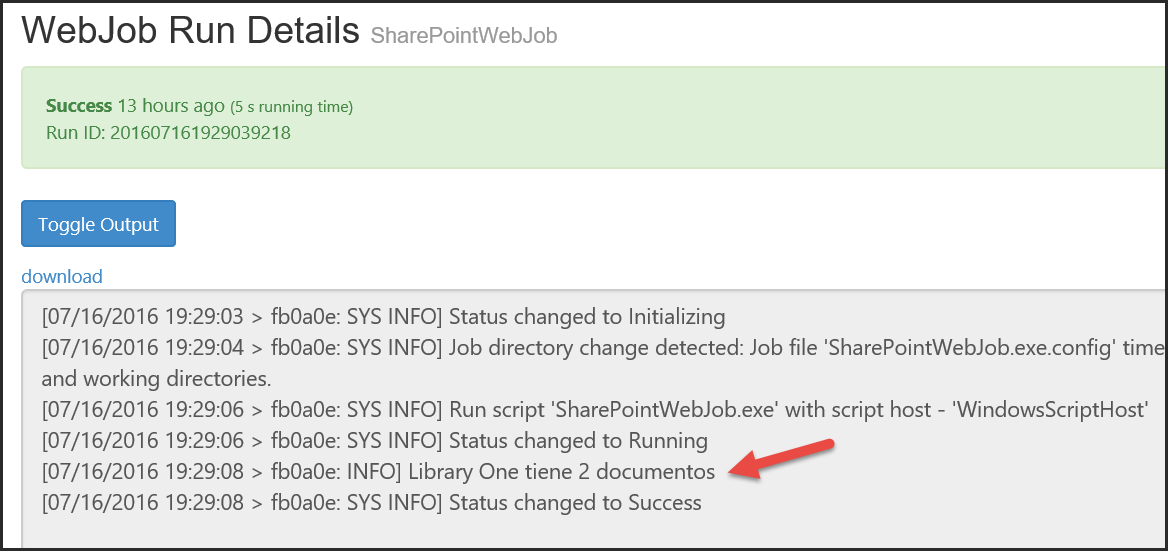 WebJob Run Details SharePointWebJob
Success 13 hours ago (5 s running time)
Run ID: 201607161929039218
Toggle Output
download
[07/16/2016 19:29:03 > fb0a0e: SYS INFO] Status changed to Initializing
[07/16/2016 19:29:04 > fb0a0e: SYS INFO] Job directory change detected: Job file 'SharePointWebJob.exe.config' time
and working directories.
[07/16/2016 19:29:06 > fb0a0e: SYS INFO] Run script 'SharePointWebJob.exe' with script host - 'WindowsScriptHost'
[07/16/2016 19:29:06 > fb0a0e: SYS INFO] Status changed to Running
[07/16/2016 19:29:08 > fb0a0e: INFO] Library One tiene 2 documentos
[07/16/2016 19:29:08 > fb0a0e: SYS INFO] Status changed to Success